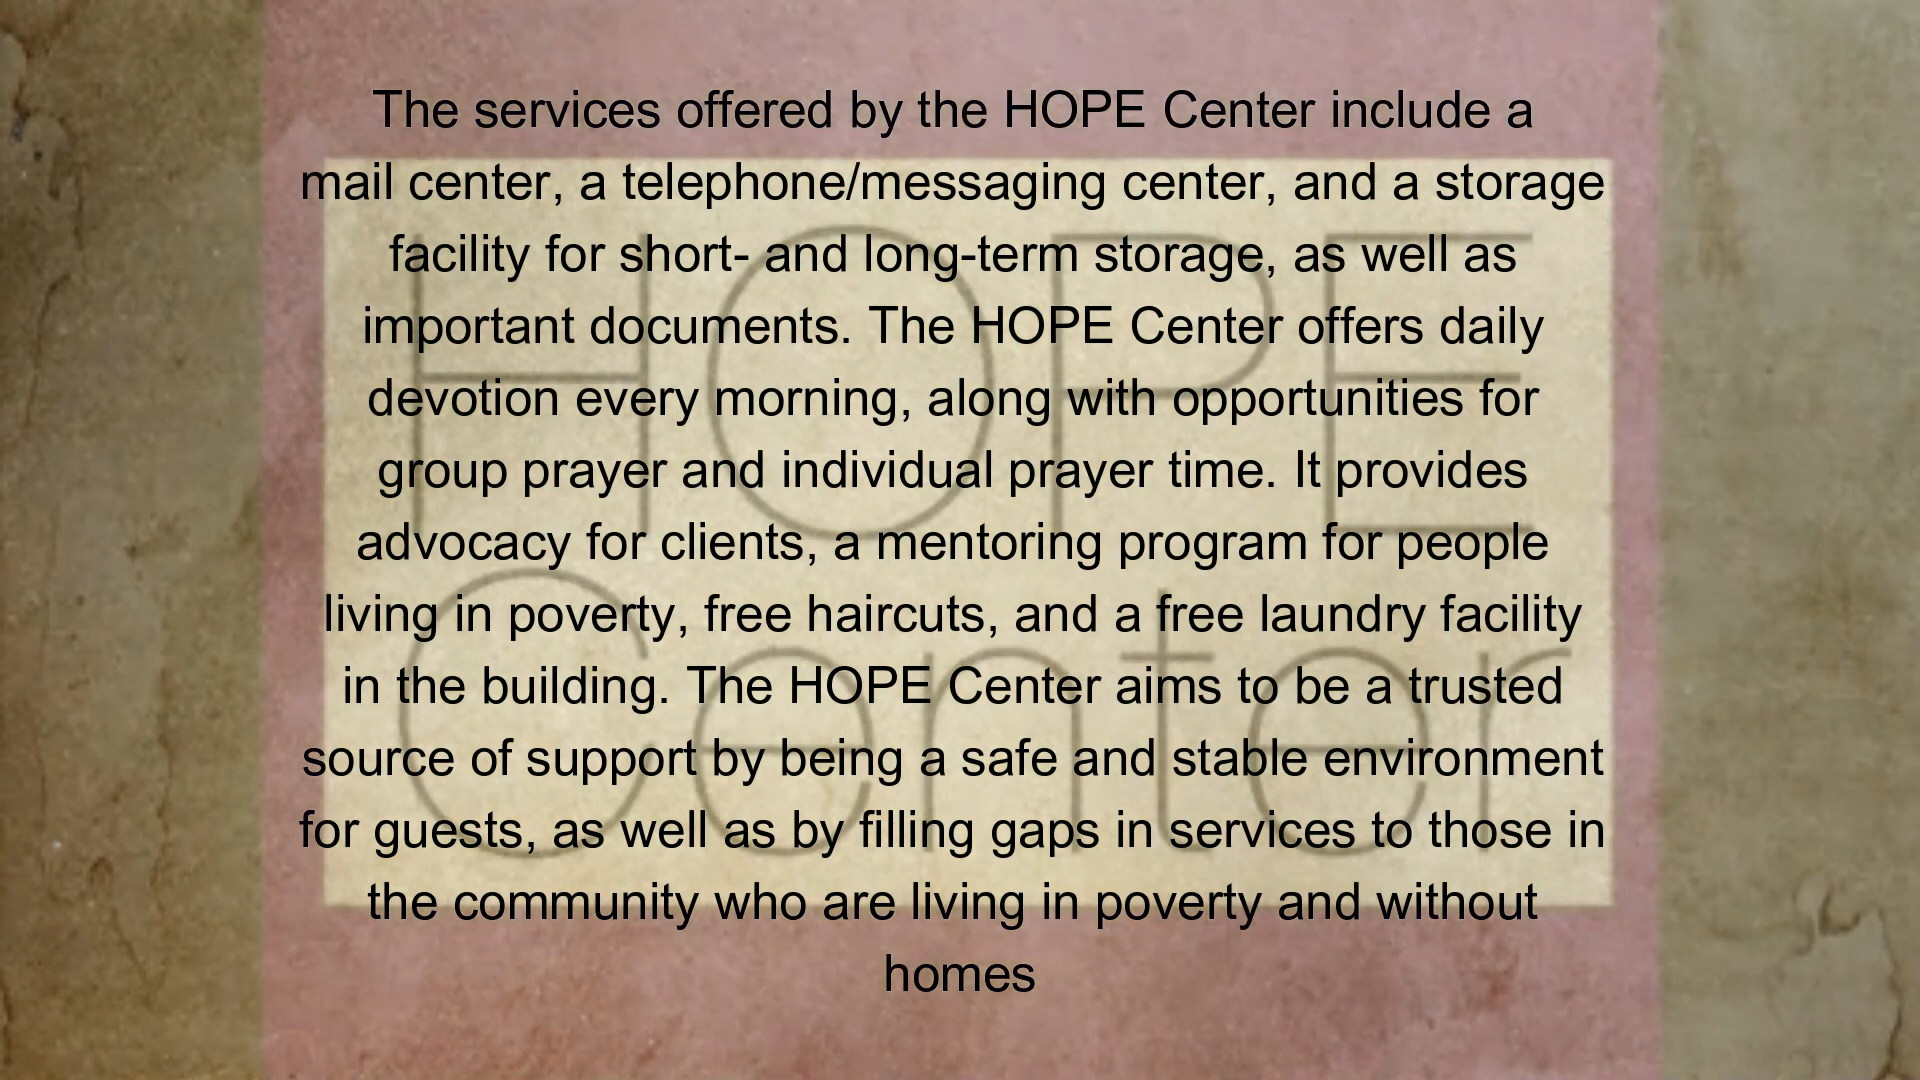 The services offered by the HOPE Center include a
mail center, a telephone/messaging center, and a storage
facility for short- and long-term storage, as well as
important documents. The HOPE Center offers daily
devotion every morning, along with opportunities for
group prayer and individual prayer time. It provides
advocacy for clients, a mentoring program for people
living in poverty, free haircuts, and a free laundry facility
in the building. The HOPE Center aims to be a trusted
source of support by being a safe and stable environment
for guests, as well as by filling gaps in services to those in
the community who are living in poverty and without
homes
HOPE
Center